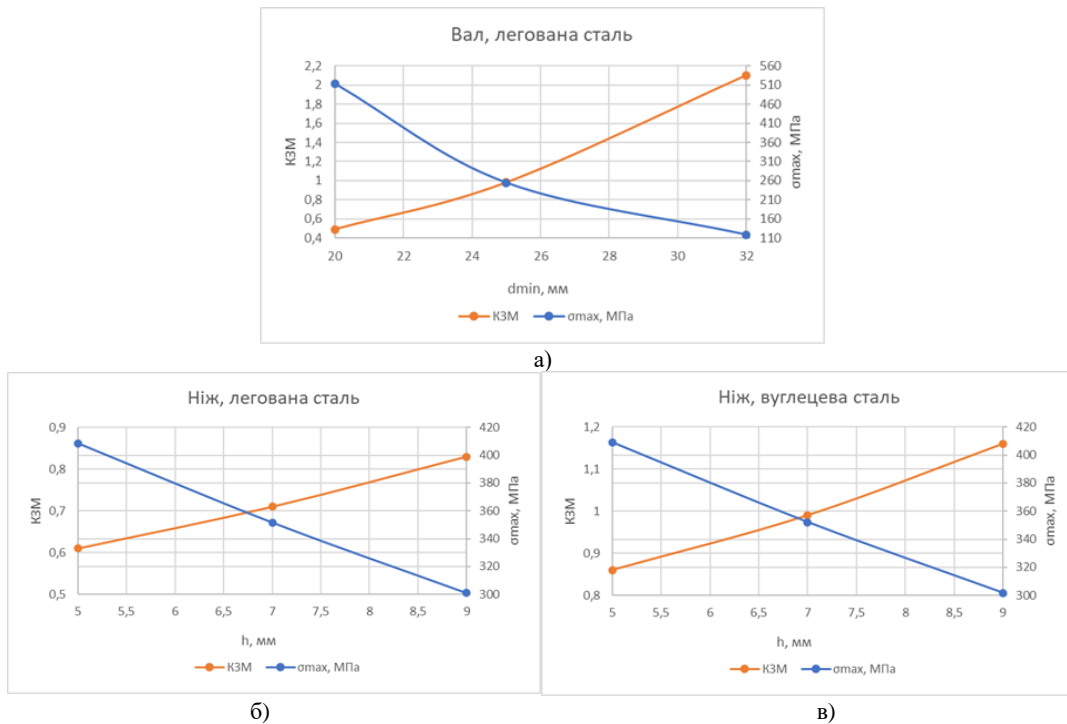 Вал, легована сталь
2,2
2
1,8
1,6
1,4
1,2
1
0,8
0,6
0,4
КЗМ
560
510
460
410
360
310
260
210
160
110
σmax, МПа
20 22 24 26 28 30 32
dmin, мм
КЗМ σmax, МПа
а)
Ніж, легована сталь
0,9
0,8
0,7
0,6
0,5
КЗМ
420
400
380
360
340
320
300
σmax, МПа
5 5,5 6 6,5 7 7,5 8 8,5 9
h, мм
КЗМ σmax, МПа
б)
Ніж, вуглецева сталь
1,2
1,1
1
0,9
0,8
КЗМ
420
400
380
360
340
320
300
σmax, МПа
5 5,5 6 6,5 7 7,5 8 8,5 9
h, мм
КЗМ σmax, МПа
в)